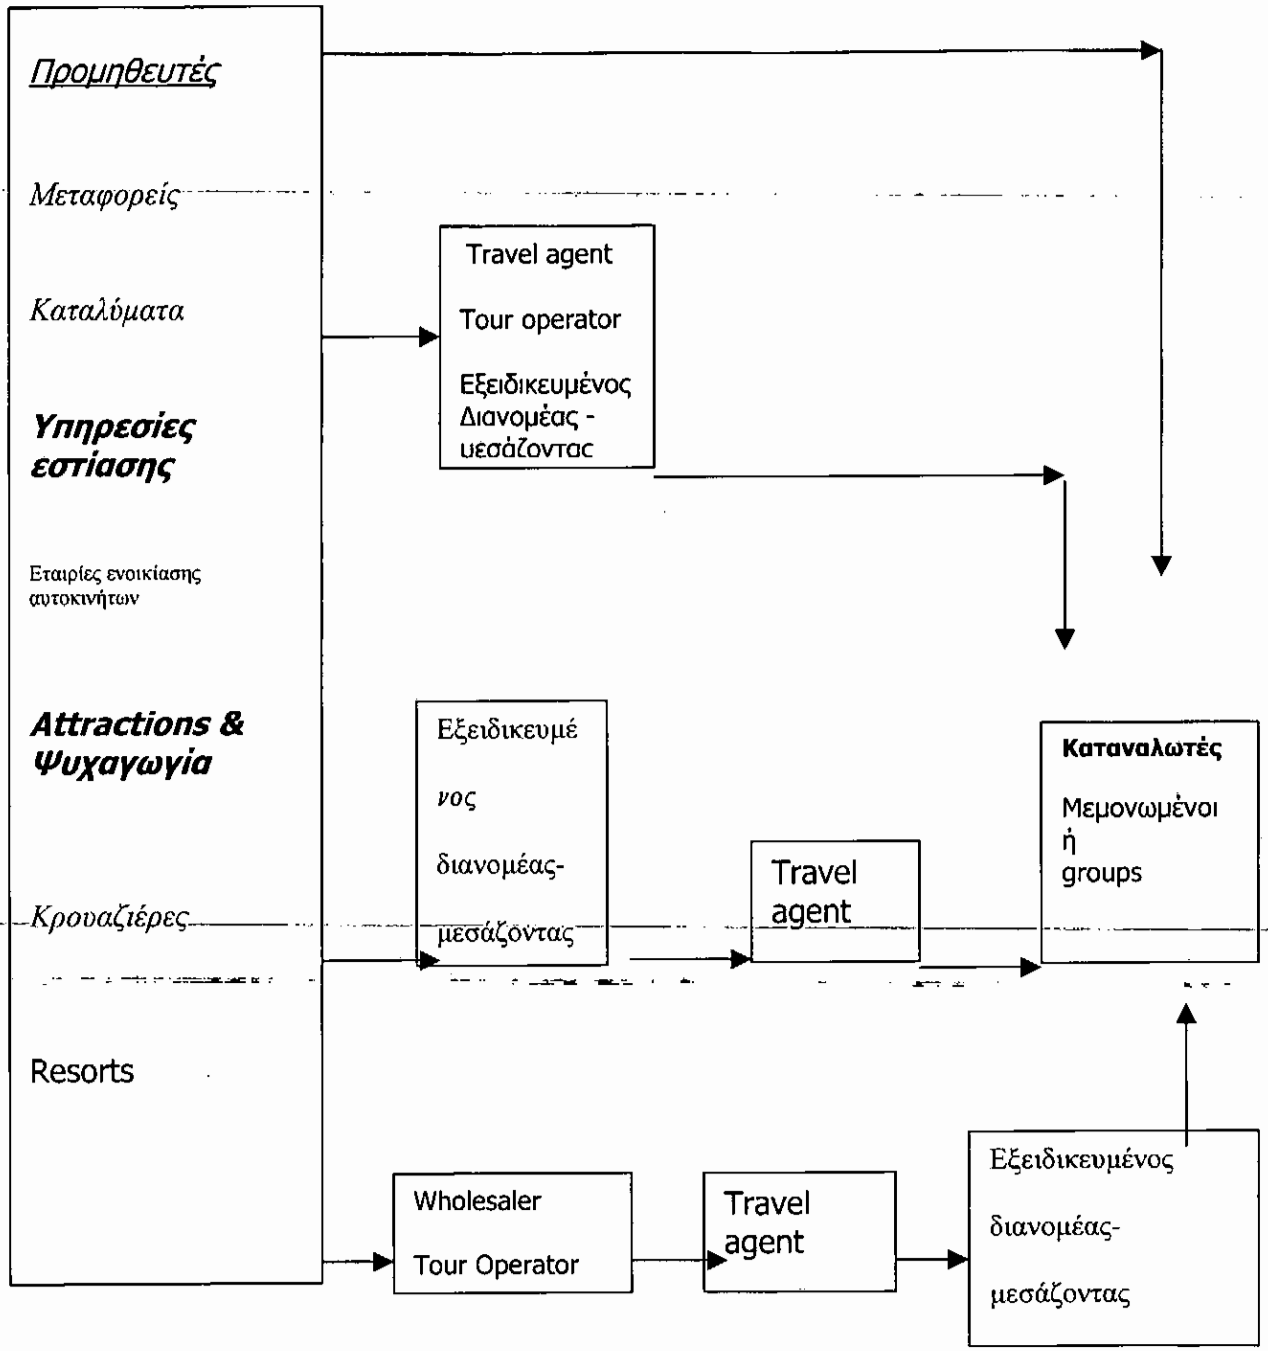 Προμηθευτές
Μεταφορείς
Καταλύματα
Υπηρεσίες
εστίασης
Εταιρίες ενοικίασης
αυτοκινήτων
Attractions &
Ψυχαγωγία
Κρουαζιέρες
Resorts
Travel agent
Tour operator
Εξειδικευμένος
Διανομέας -
μεσάζοντας
Εξειδικευμέ
νος
διανομέας-
μεσάζοντας
Travel
agent
Καταναλωτές
Μεμονωμένοι
ή
groups
Wholesaler
Tour Operator
Travel
agent
Εξειδικευμένος
διανομέας-
μεσάζοντας